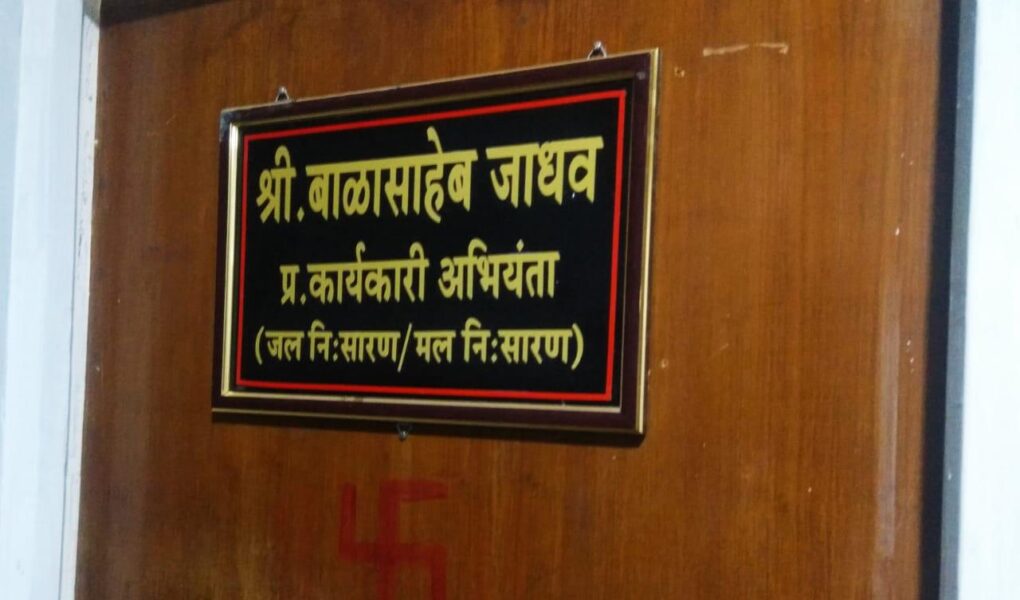 श्री.बाळासाहेब जाधव
प्र.कार्यकारी अभियंता
(जल नि:सारण/मल नि:सारण)